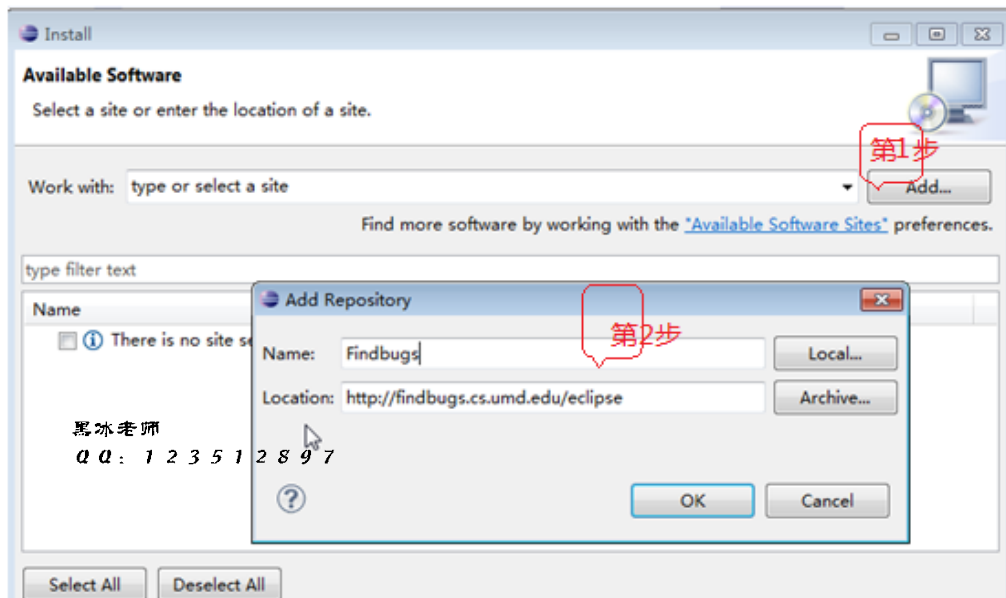 Install
Available Software
Select a site or enter the location of a site.
第1步
Work with: type or select a site Add...
Find more software by working with the "Available Software Sites" preferences.
type filter text
Name
There is no site se
Add Repository
第2步
Name: Findbugs Local...
Location: http://findbugs.cs.umd.edu/eclipse Archive...
黑冰老师
QQ：123512897
OK Cancel
Select All Deselect All